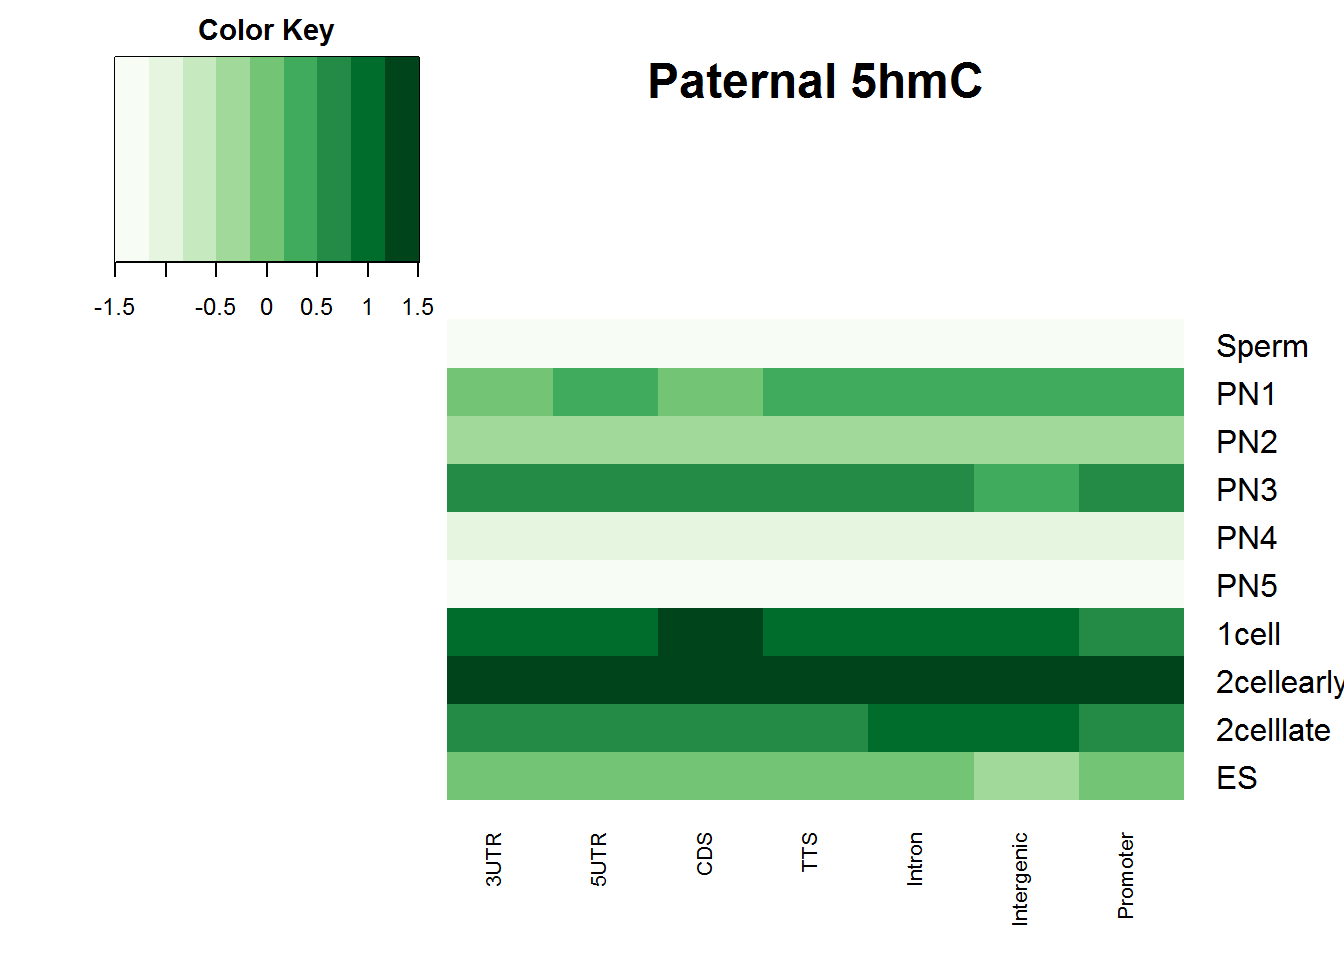 Color Key
Paternal 5hmC
-1.5 -0.5 0 0.5 1 1.5
Sperm
PN1
PN2
PN3
PN4
PN5
1cell
2cellearly
2celllate
ES
3UTR
5UTR
CDS
TTS
Intron
Intergenic
Promoter